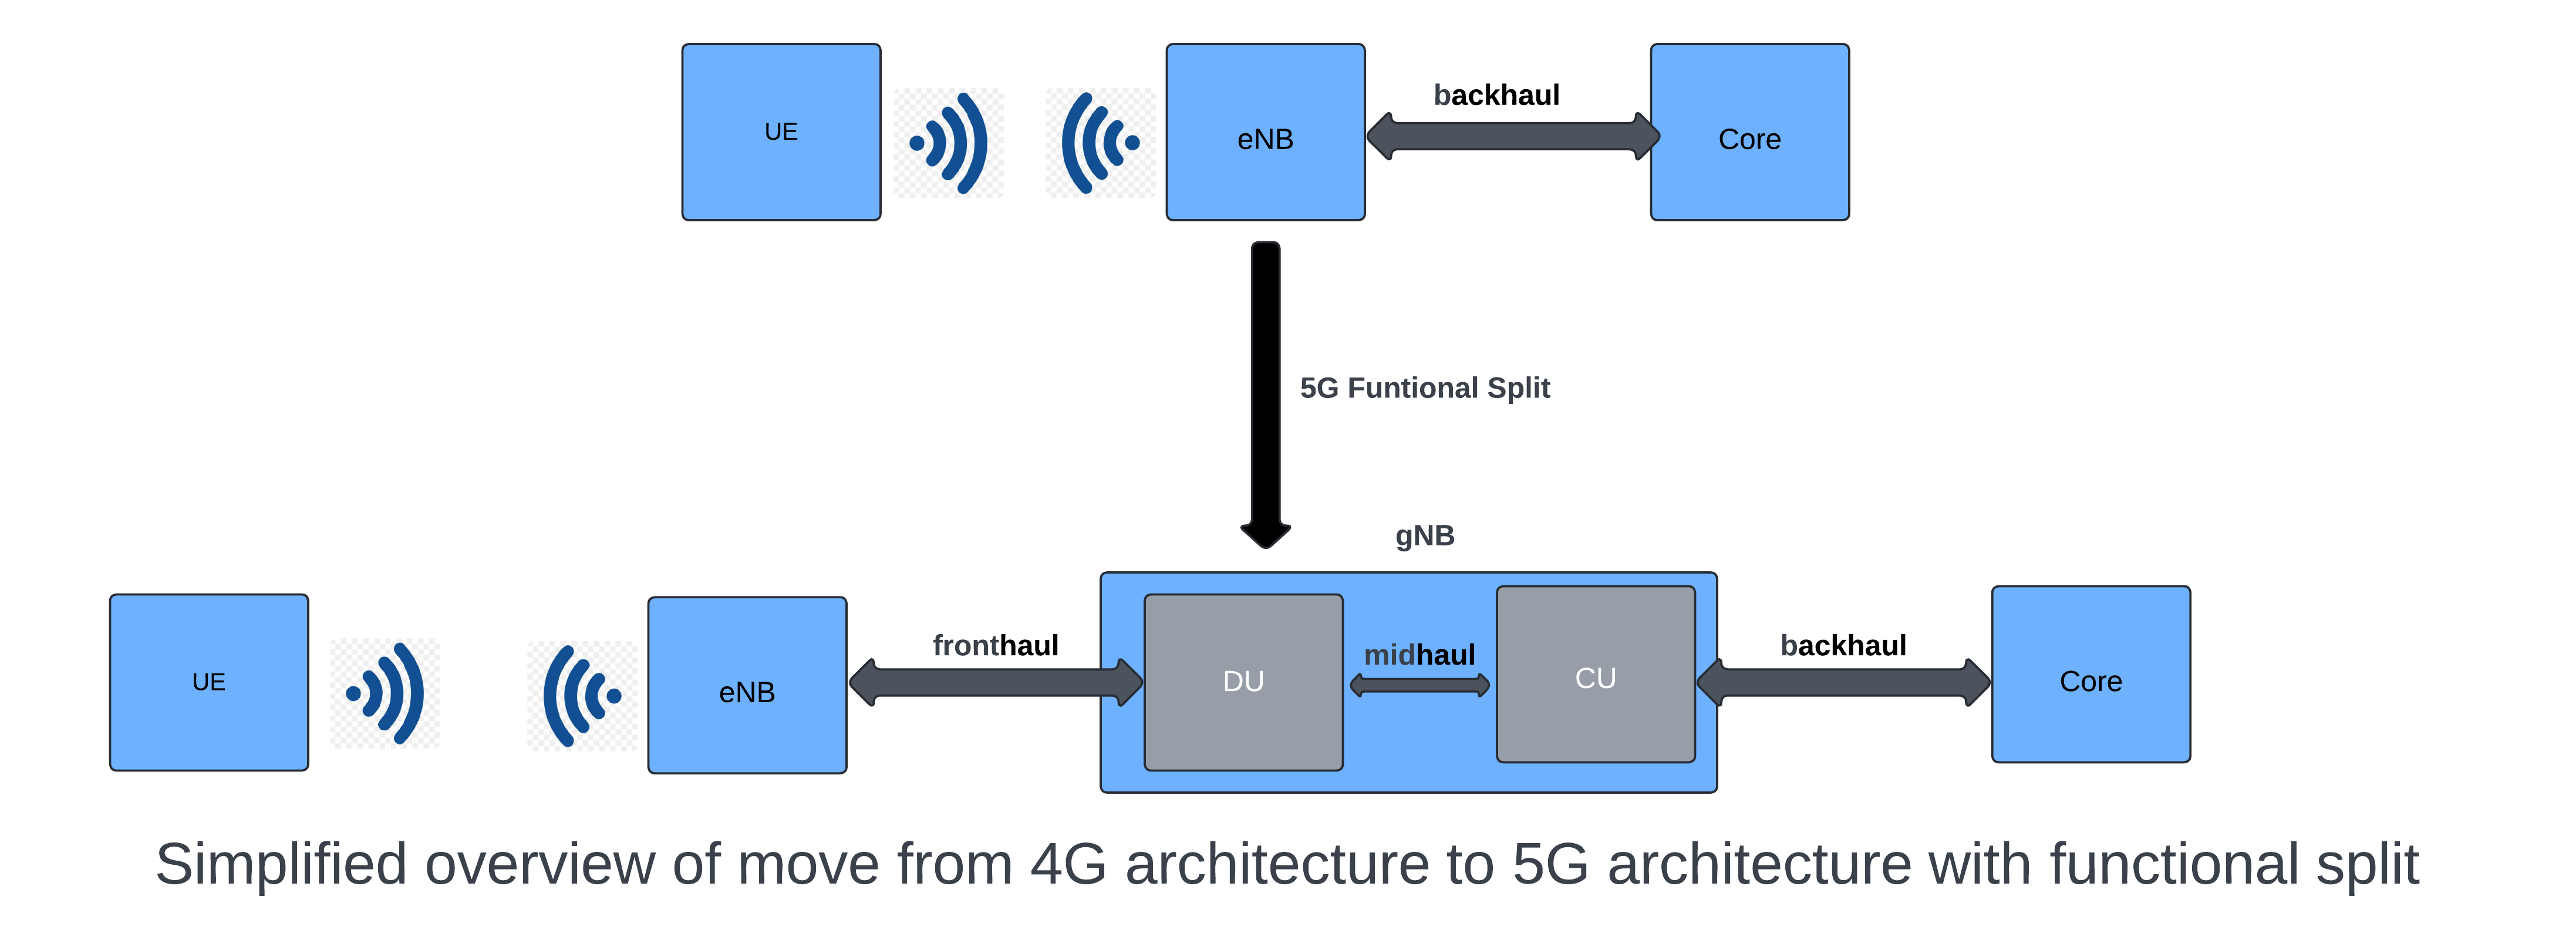 backhaul
UE
eNB
Core
5G Funtional Split
gNB
fronthaul
midhaul
backhaul
UE
eNB
DU
CU
Core
Simplified overview of move from 4G architecture to 5G architecture with functional split